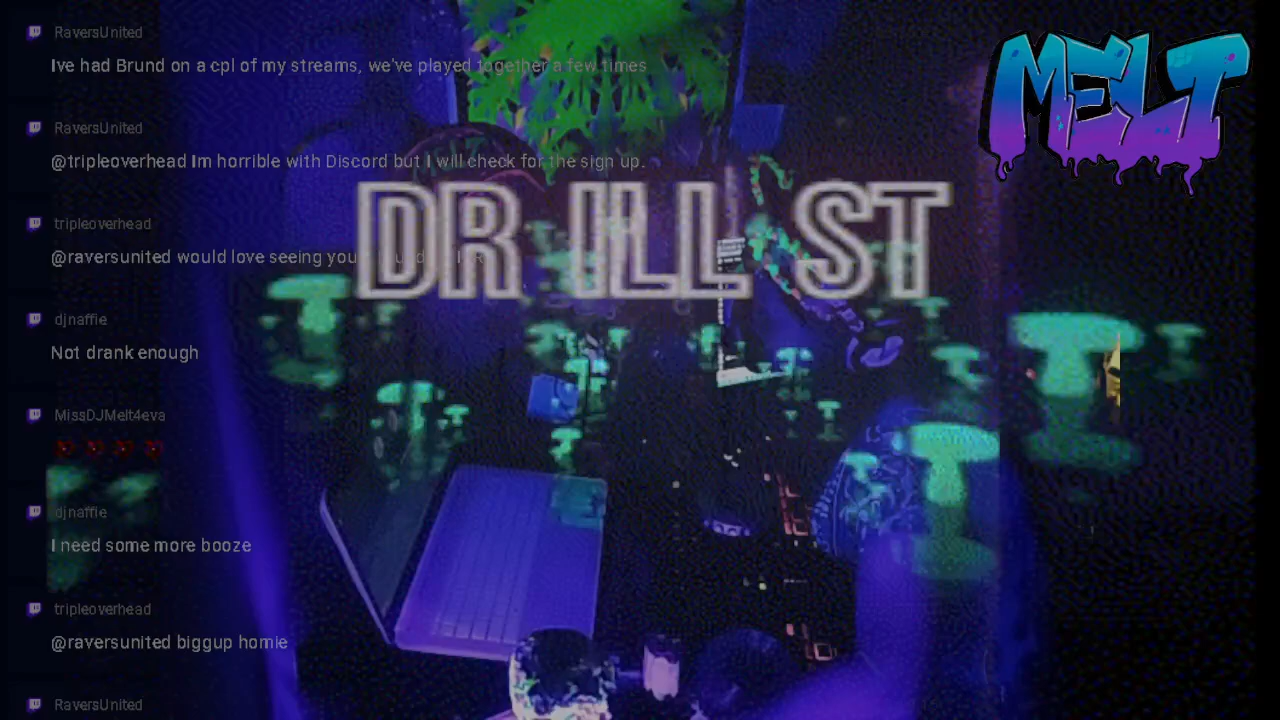 RaversUnited
Ive had Brund on a cpl of my streams, we've played together a few times
MELT
RaversUnited
@tripleoverhead Im horrible with Discord but I will check for the sign up.
DR ILL ST
tripleoverhead
@raversunited would love seeing you
djnaffie
Not drank enough
MissDJMelt4eva
djnaffie
I need some more booze
tripleoverhead
@raversunited biggup homie
RaversUnited